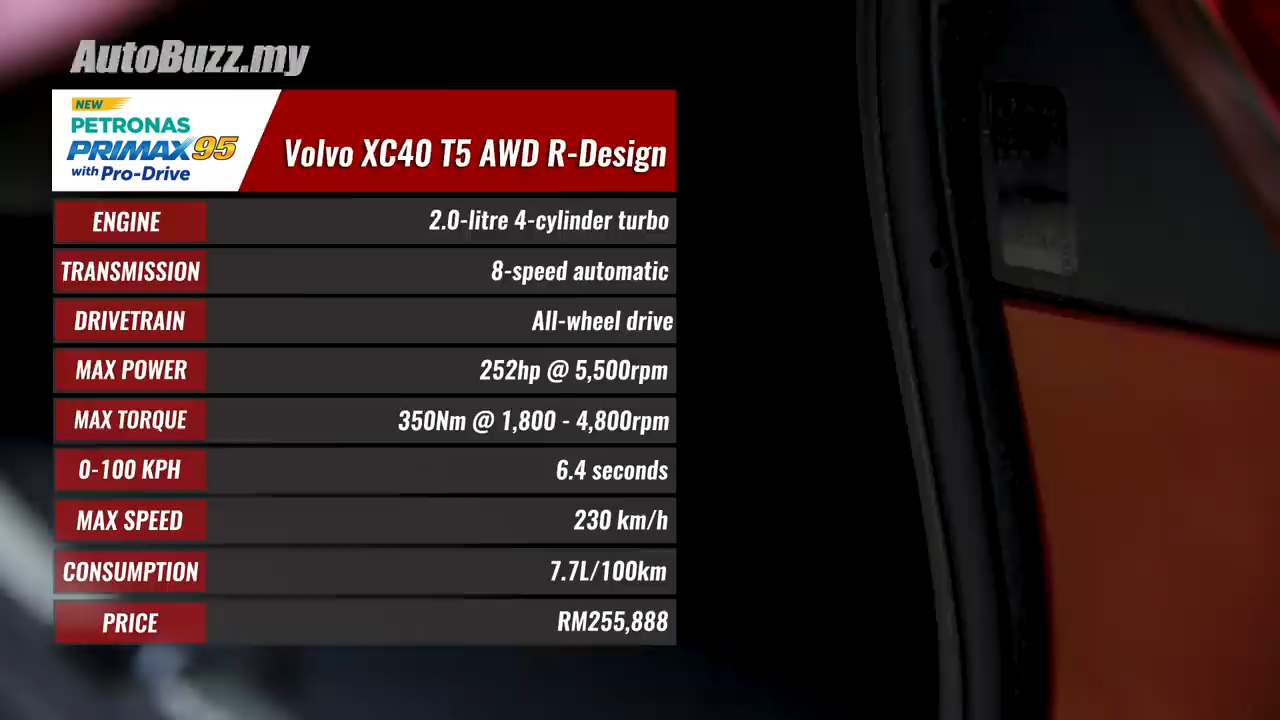 AutoBuzz.my
NEW
PETRONAS
PRIMAX 95
with Pro-Drive
Volvo XC40 T5 AWD R-Design
ENGINE 2.0-litre 4-cylinder turbo
TRANSMISSION 8-speed automatic
DRIVETRAIN All-wheel drive
MAX POWER 252hp @ 5,500rpm
MAX TORQUE 350Nm @ 1,800 - 4,800rpm
0-100 KPH 6.4 seconds
MAX SPEED 230 km/h
CONSUMPTION 7.7L/100km
PRICE RM255,888